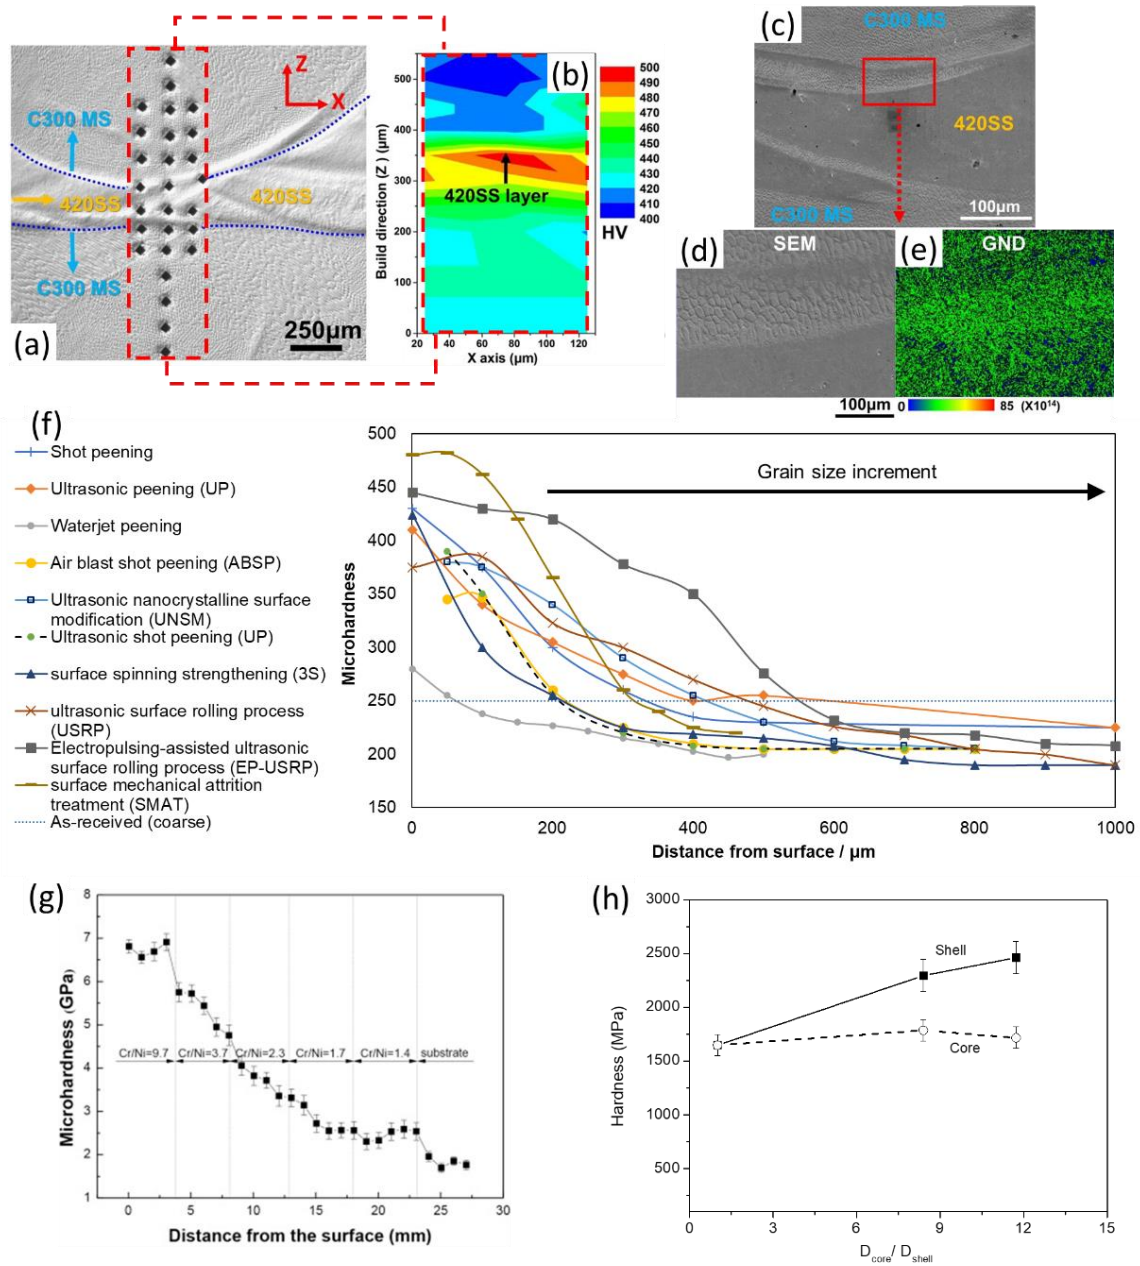 (a)
Z
X
C300 MS
420SS
420SS
C300 MS
250µm
(b)
Build direction (Z ) (µm)
500
400
300
200
100
0
20 40 60 80 100 120
X axis (µm)
420SS layer
500
490
480
470
460
450
440
430
420
410
400
HV
(c)
C300 MS
420SS
C300 MS
100µm
(d)
SEM
100µm
(e)
GND
0 85 (X10¹⁴)
(f)
Shot peening
Ultrasonic peening (UP)
Waterjet peening
Air blast shot peening (ABSP)
Ultrasonic nanocrystalline surface
modification (UNSM)
Ultrasonic shot peening (UP)
surface spinning strengthening (3S)
ultrasonic surface rolling process
(USRP)
Electropulsing-assisted ultrasonic
surface rolling process (EP-USRP)
surface mechanical attrition
treatment (SMAT)
As-received (coarse)
Microhardness
500
450
400
350
300
250
200
150
Grain size increment
0 200 400 600 800 1000
Distance from surface / µm
(g)
Microhardness (GPa)
8
7
6
5
4
3
2
1
Cr/Ni=9.7 Cr/Ni=3.7 Cr/Ni=2.3 Cr/Ni=1.7 Cr/Ni=1.4 substrate
0 5 10 15 20 25 30
Distance from the surface (mm)
(h)
Hardness (MPa)
3000
2500
2000
1500
1000
500
Shell
Core
0 3 6 9 12 15
D_core/ D_shell